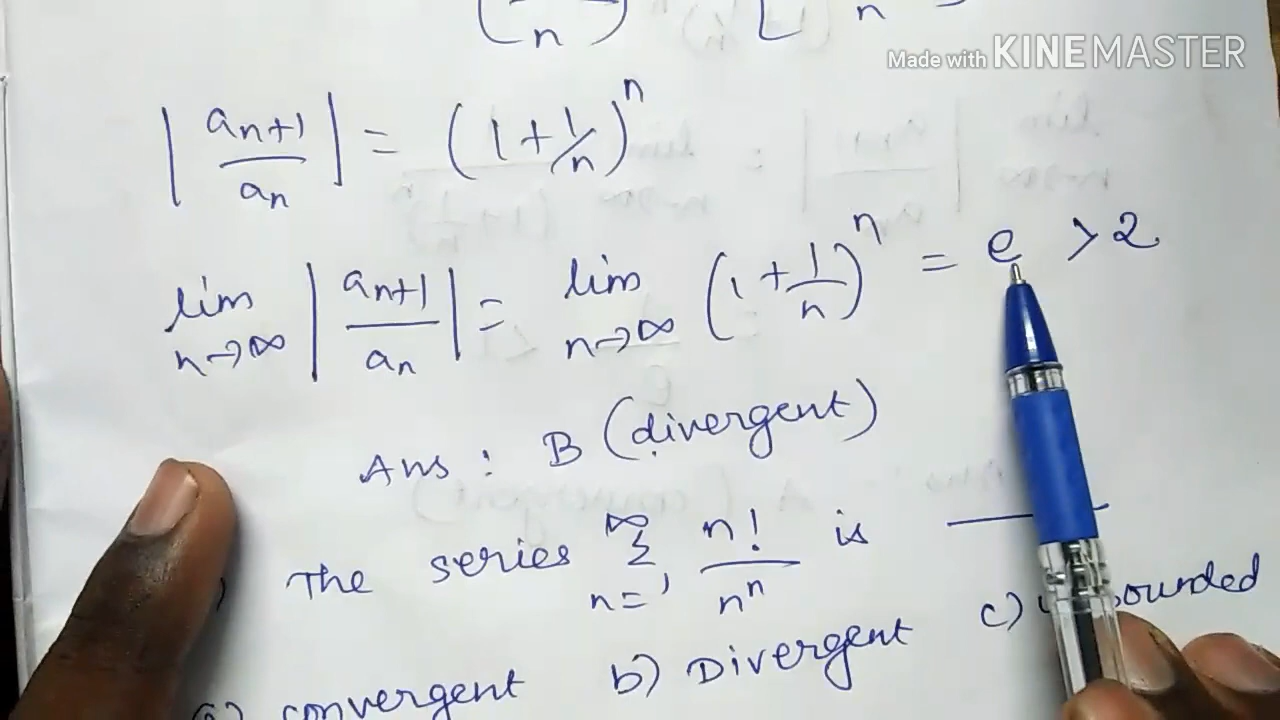 n n
Made with KINEMASTER
|an+1/an| = (1 + 1/n)^n
lim n→∞ |an+1/an| = lim n→∞ (1 + 1/n)^n = e > 2
Ans : B (divergent)
) The series ∞ Σ n=1 n!/n^n is ____
a) convergent b) Divergent c)